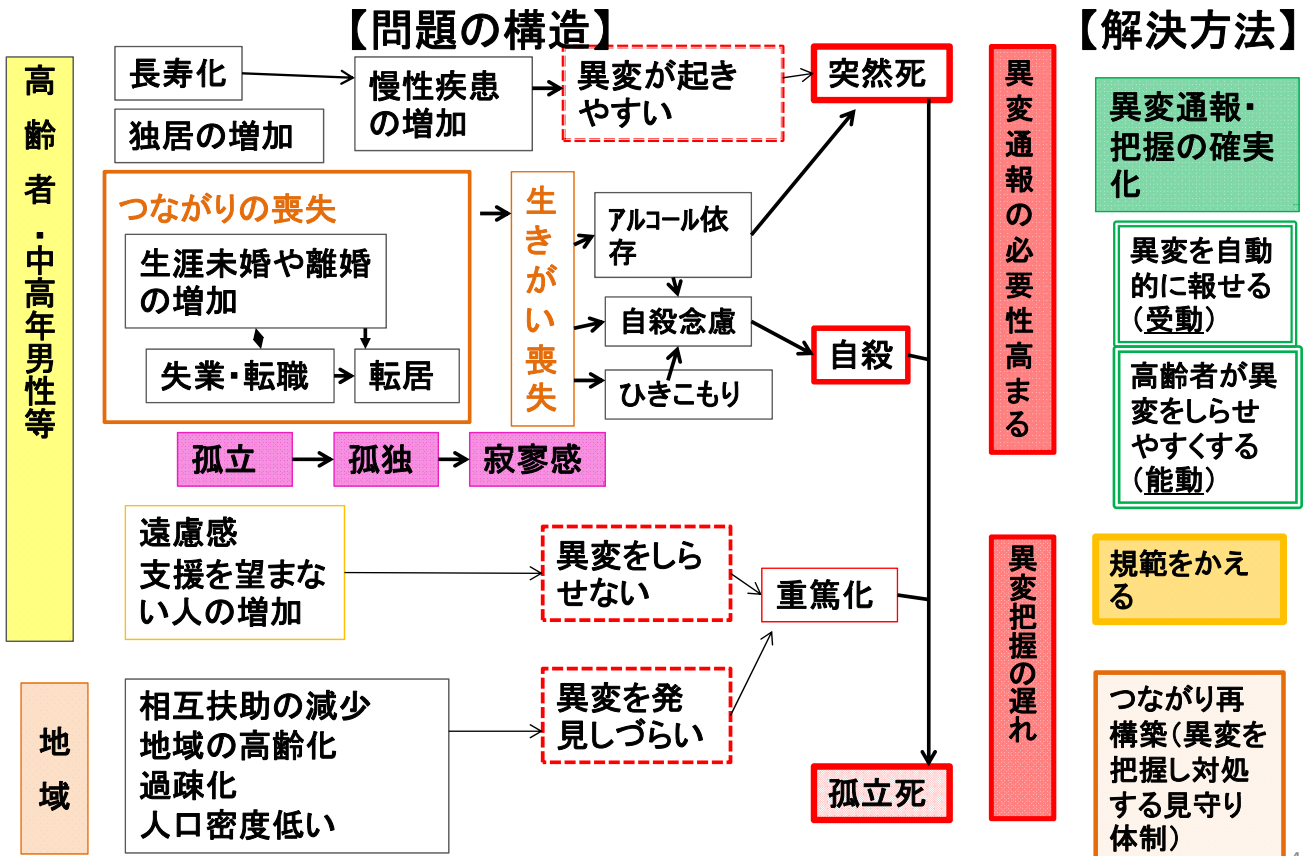 【問題の構造】
【解決方法】
高齢者・中高年男性等
長寿化
独居の増加
慢性疾患
の増加
異変が起き
やすい
突然死
つながりの喪失
生涯未婚や離婚
の増加
失業・転職
転居
生きがい喪失
アルコール依
存
自殺念慮
ひきこもり
自殺
孤立
孤独
寂寥感
遠慮感
支援を望まな
い人の増加
異変をしら
せない
重篤化
地域
相互扶助の減少
地域の高齢化
過疎化
人口密度低い
異変を発
見しづらい
孤立死
異変通報の必要性高まる
異変把握の遅れ
異変通報・
把握の確実
化
異変を自動
的に報せる
(受動)
高齢者が異
変をしらせ
やすくする
(能動)
規範をかえ
る
つながり再
構築(異変を
把握し対処
する見守り
体制)